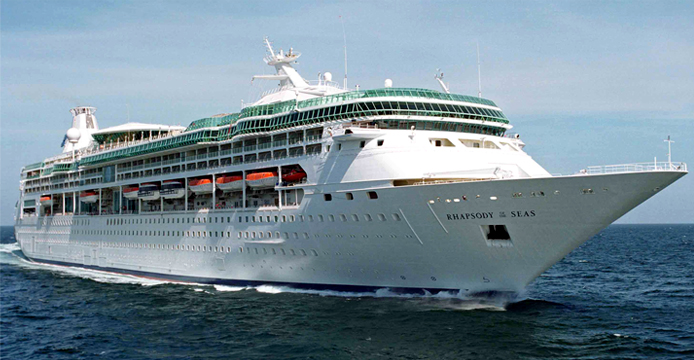 RHAPSODY OF THE SEAS